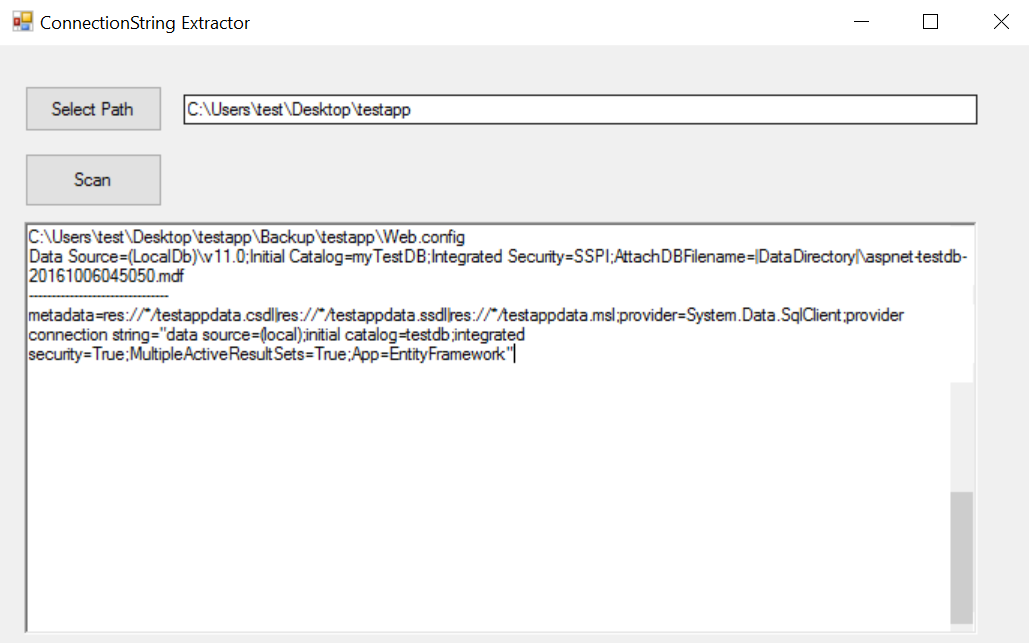 ConnectionString Extractor
Select Path
C:\Users\test\Desktop\testapp
Scan
C:\Users\test\Desktop\testapp\Backup\testapp\Web.config
Data Source=(LocalDb)\v11.0;Initial Catalog=myTestDB;Integrated Security=SSPI;AttachDBFilename=|DataDirectory|\aspnet-testdb-
20161006045050.mdf
-------------------------------
metadata=res://*/testappdata.csdl|res://*/testappdata.ssdl|res://*/testappdata.msl;provider=System.Data.SqlClient;provider
connection string="data source=(local);initial catalog=testdb;integrated
security=True;MultipleActiveResultSets=True;App=EntityFramework"